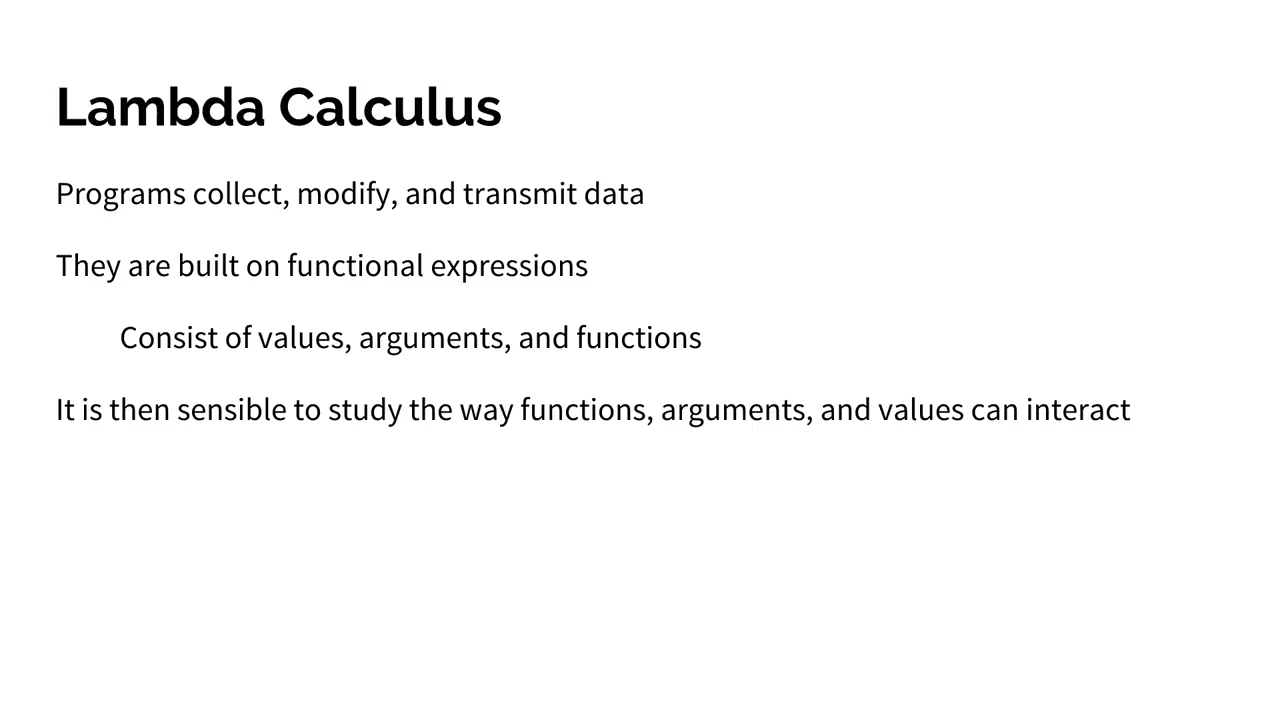 Lambda Calculus
Programs collect, modify, and transmit data
They are built on functional expressions
Consist of values, arguments, and functions
It is then sensible to study the way functions, arguments, and values can interact